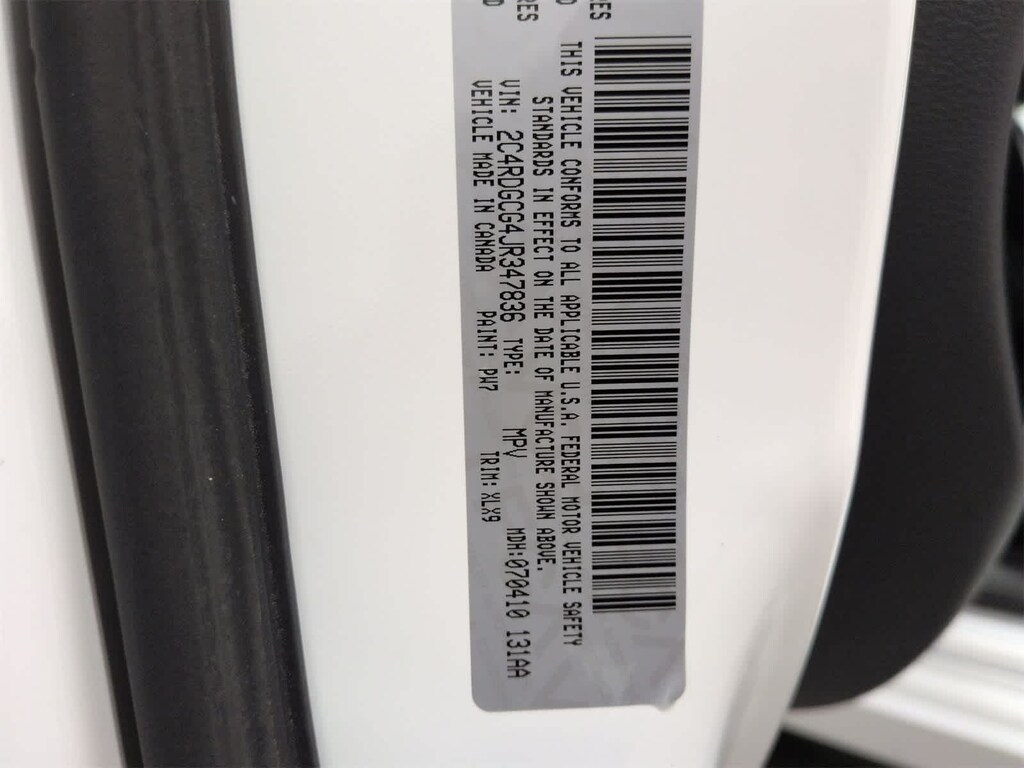 THIS VEHICLE CONFORMS TO ALL APPLICABLE U.S.A. FEDERAL MOTOR VEHICLE SAFETY
STANDARDS IN EFFECT ON THE DATE OF MANUFACTURE SHOWN ABOVE.
VIN: 2C4RDGCG4JR347836 TYPE: MPV MDH:070410 131AA
VEHICLE MADE IN CANADA PAINT: PW7 TRIM: XLX9